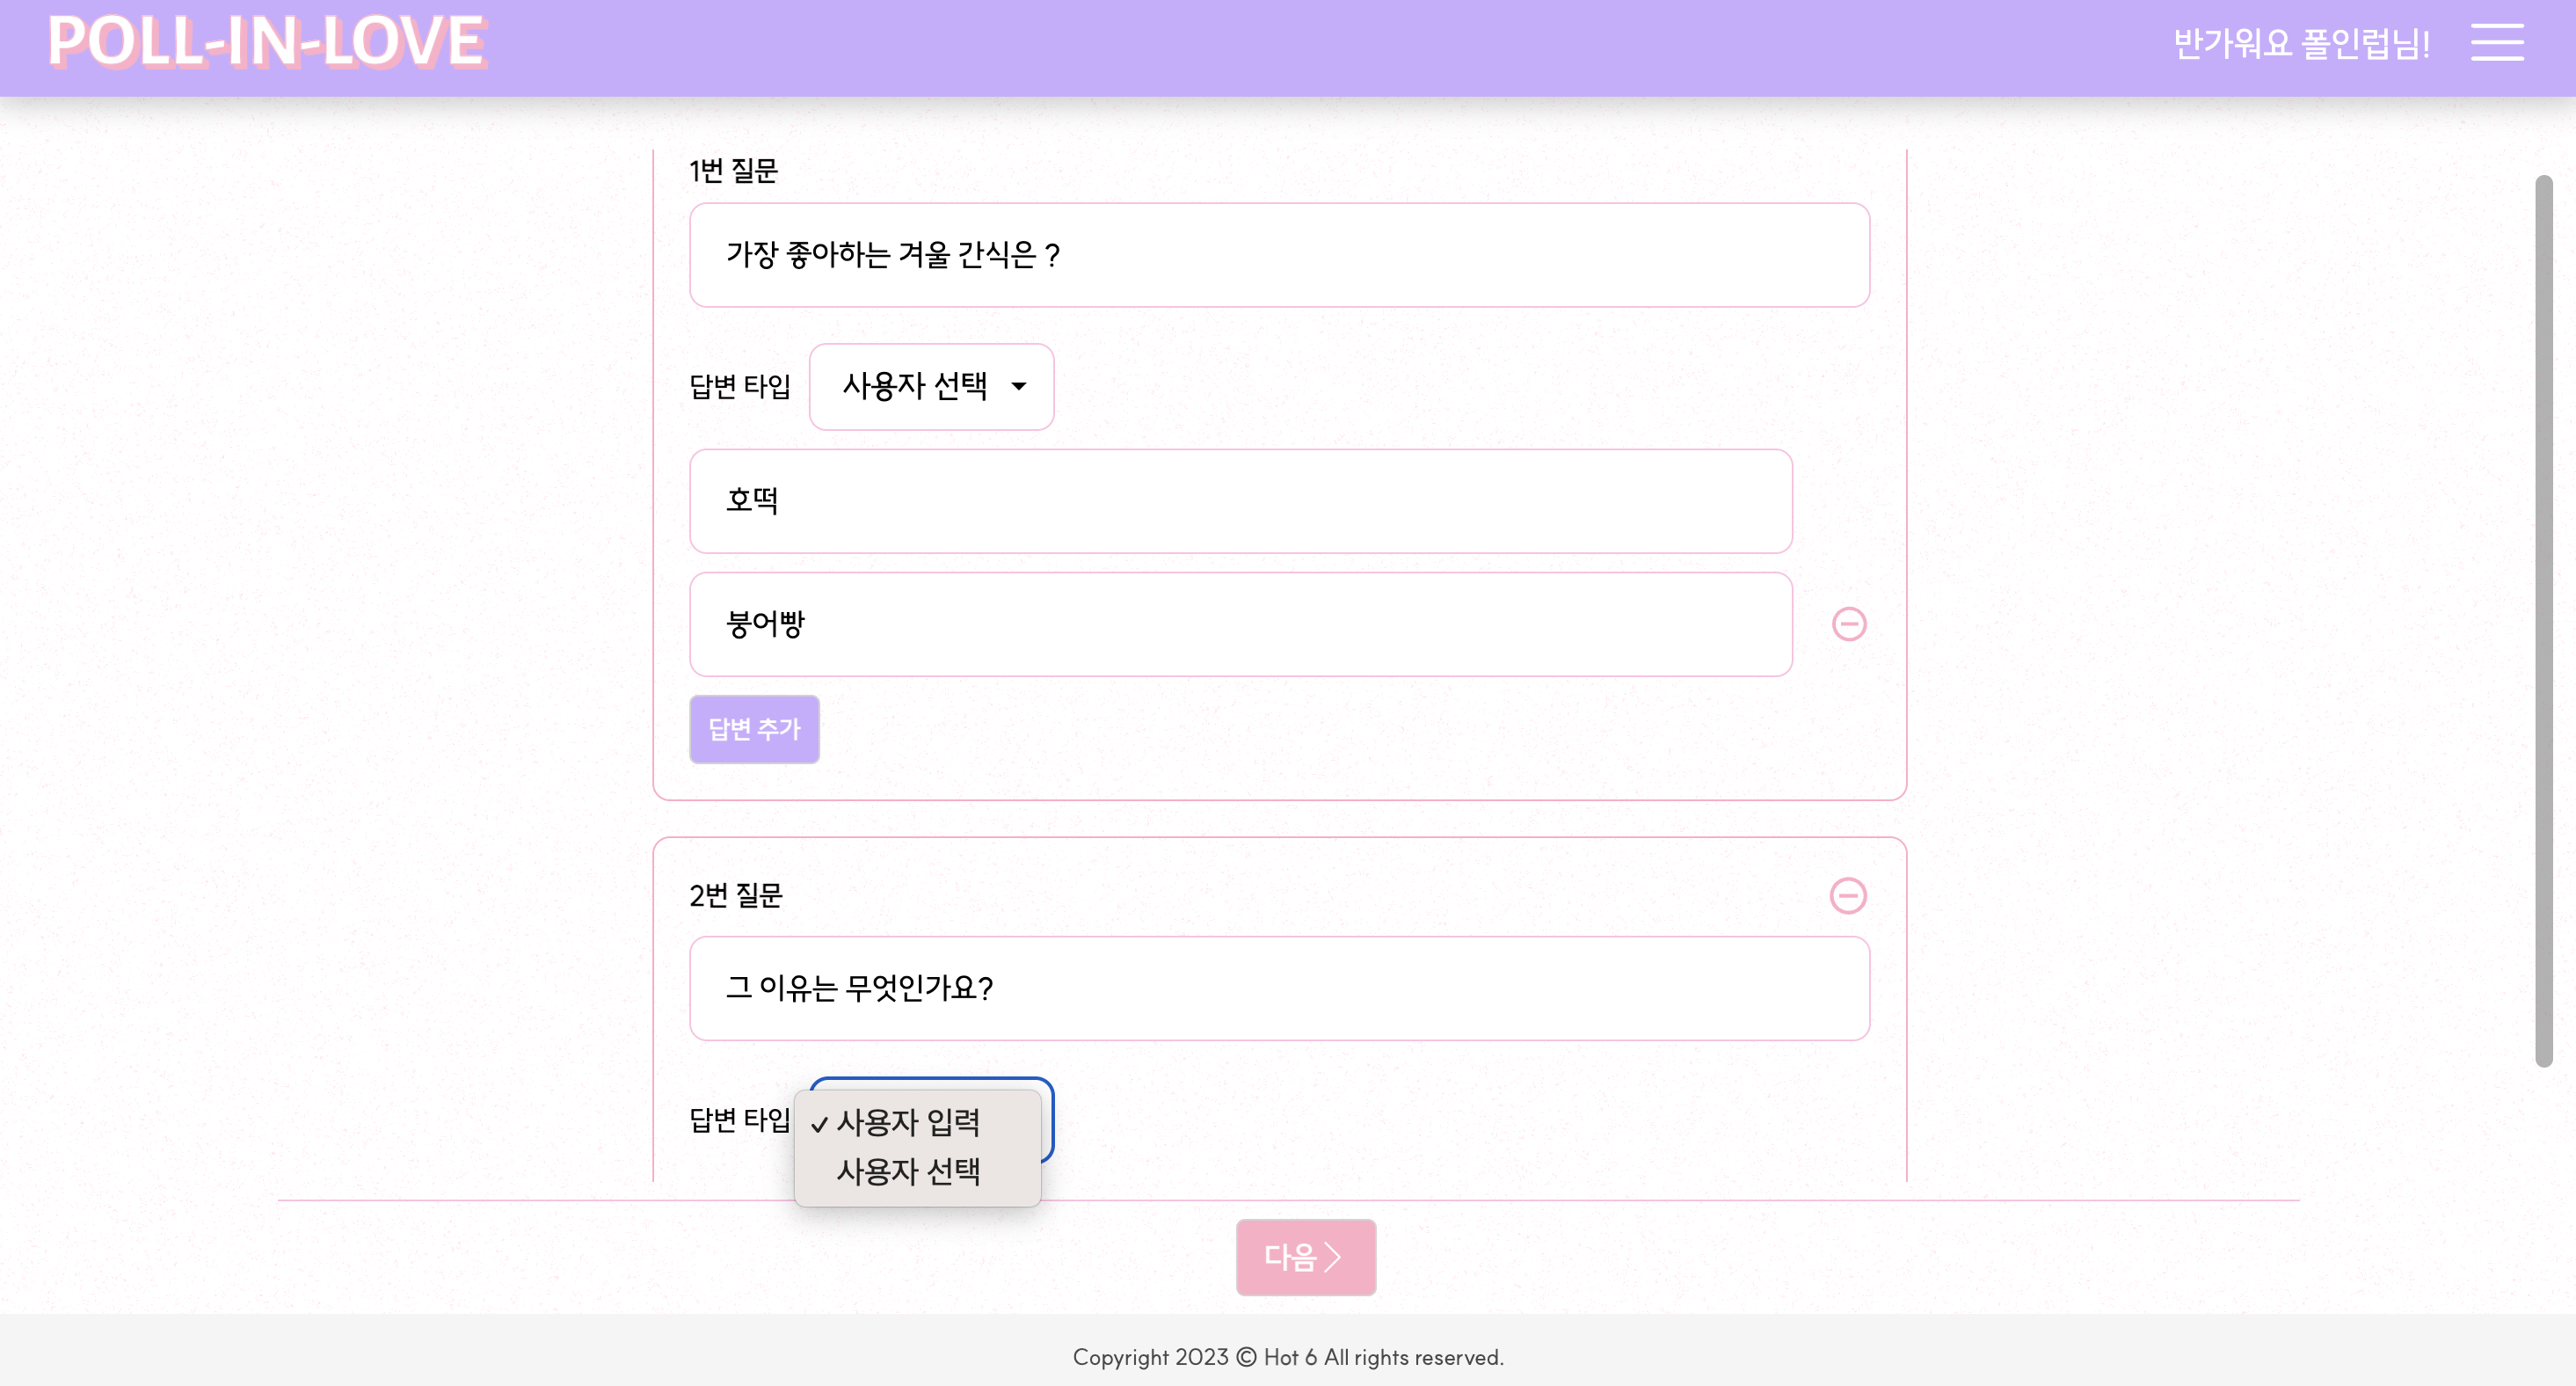 POLL-IN-LOVE
반가워요 폴인럽님!
1번 질문
가장 좋아하는 겨울 간식은 ?
답변 타입
사용자 선택
호떡
붕어빵
답변 추가
2번 질문
그 이유는 무엇인가요?
답변 타입
✓ 사용자 입력
사용자 선택
다음
Copyright 2023 © Hot 6 All rights reserved.